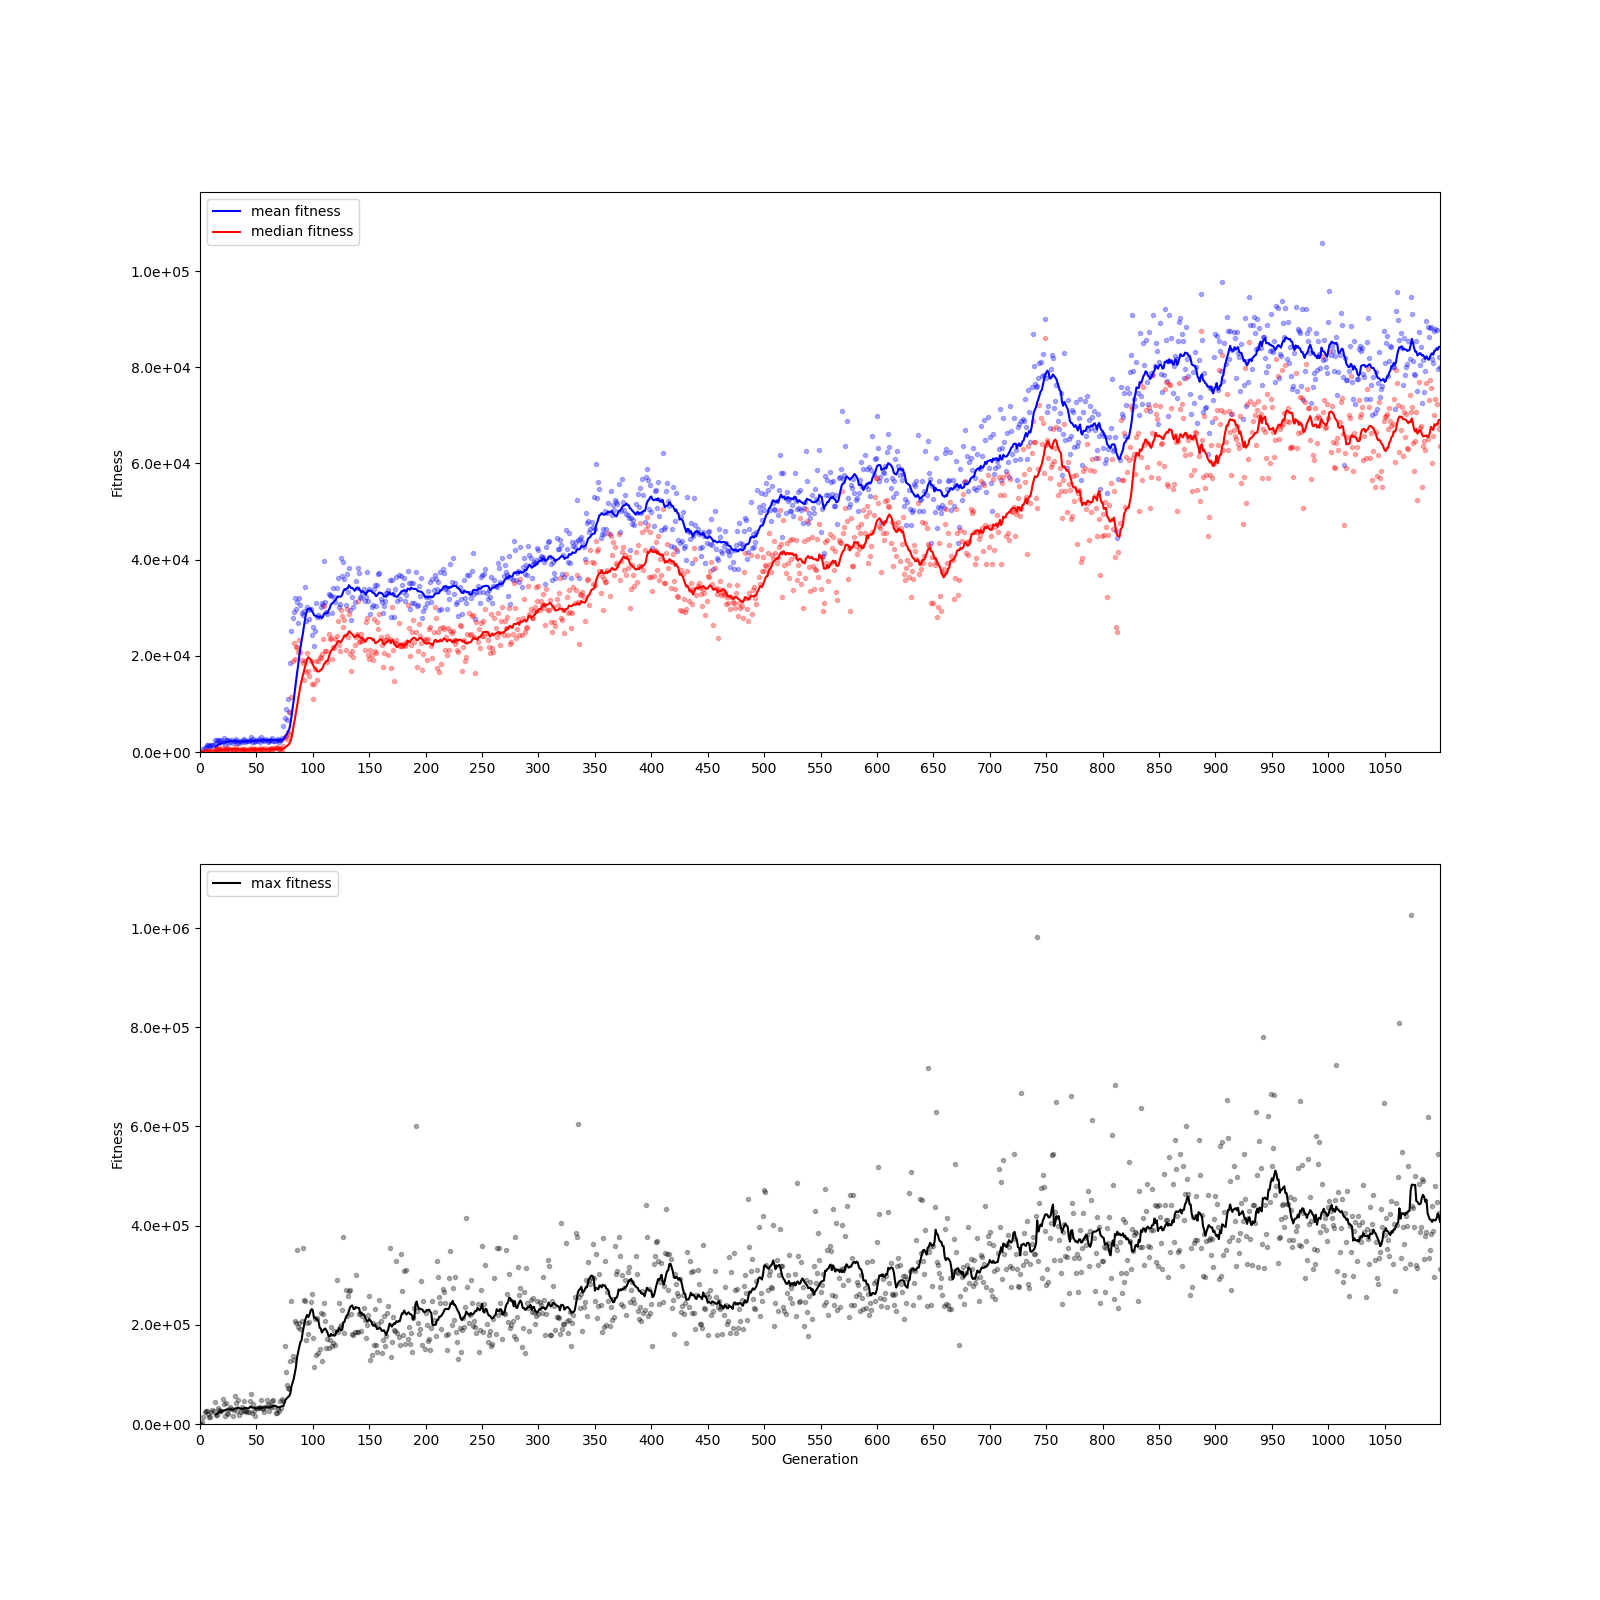 mean fitness
median fitness
1.0e+05
8.0e+04
6.0e+04
4.0e+04
2.0e+04
0.0e+00
Fitness
0 50 100 150 200 250 300 350 400 450 500 550 600 650 700 750 800 850 900 950 1000 1050
max fitness
1.0e+06
8.0e+05
6.0e+05
4.0e+05
2.0e+05
0.0e+00
Fitness
0 50 100 150 200 250 300 350 400 450 500 550 600 650 700 750 800 850 900 950 1000 1050
Generation